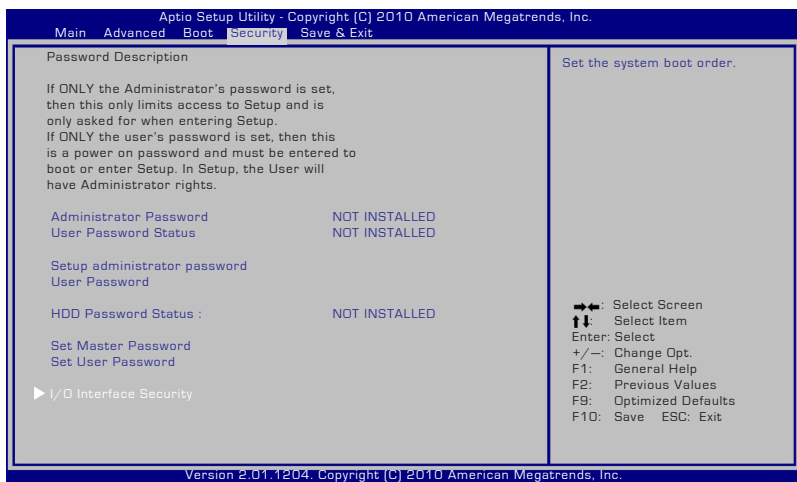 Aptio Setup Utility - Copyright (C) 2010 American Megatrends, Inc.
Main Advanced Boot Security Save & Exit
Password Description
If ONLY the Administrator's password is set,
then this only limits access to Setup and is
only asked for when entering Setup.
If ONLY the user's password is set, then this
is a power on password and must be entered to
boot or enter Setup. In Setup, the User will
have Administrator rights.
Administrator Password NOT INSTALLED
User Password Status NOT INSTALLED
Setup administrator password
User Password
HDD Password Status : NOT INSTALLED
Set Master Password
Set User Password
I/O Interface Security
Set the system boot order.
→←: Select Screen
↑↓: Select Item
Enter: Select
+/—: Change Opt.
F1: General Help
F2: Previous Values
F9: Optimized Defaults
F10: Save ESC: Exit
Version 2.01.1204. Copyright (C) 2010 American Megatrends, Inc.